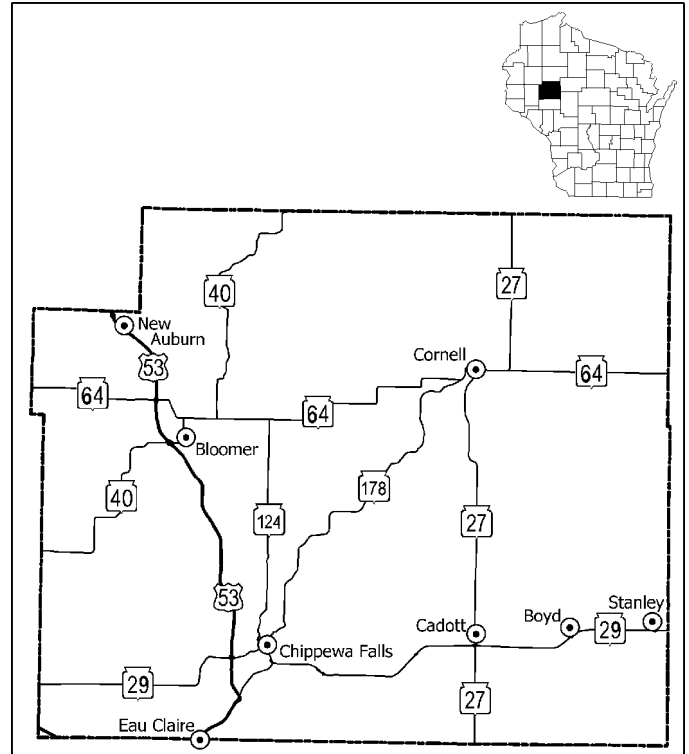 40
27
New
Auburn
53
Cornell
64
64
64
Bloomer
40
178
124
27
53
Stanley
Boyd
Cadott
29
Chippewa Falls
29
27
Eau Claire